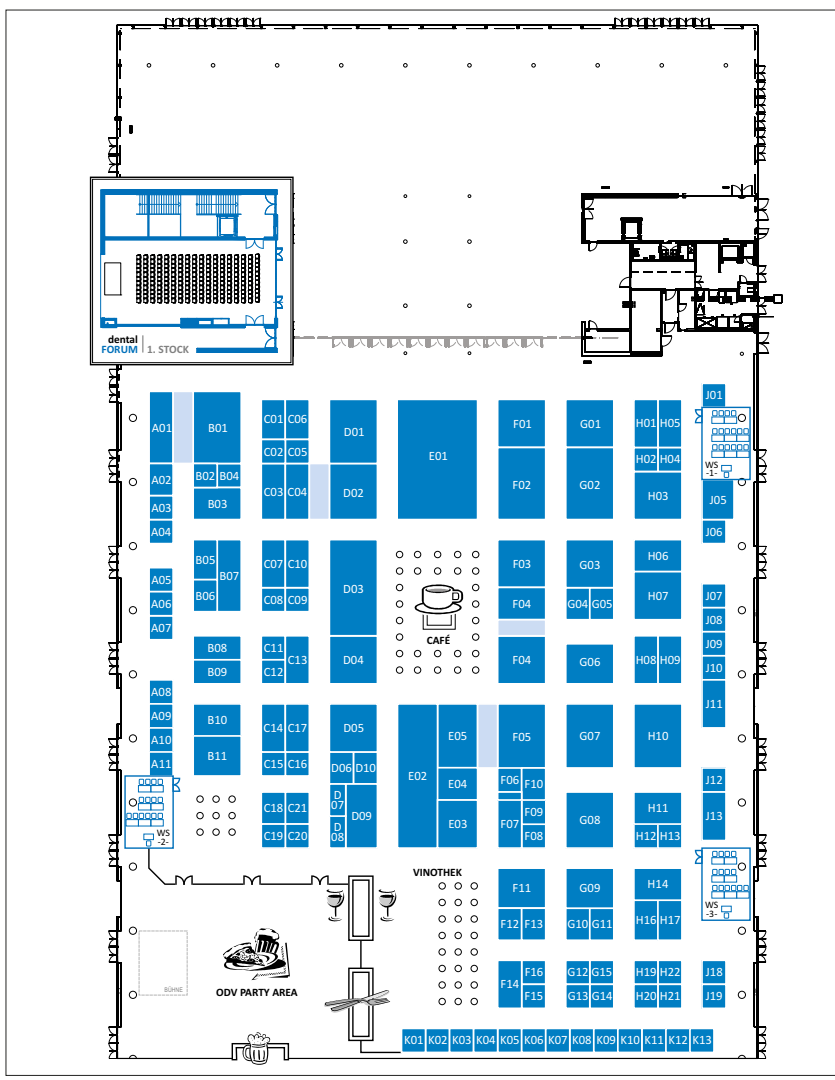 dental
FORUM 1. STOCK
J01
A01 B01 C01 C06 D01 E01 F01 G01 H01 H05
C02 C05 H02 H04
WS
-1-
A02 B02 B04 C03 C04 D02 F02 G02 H03
A03 B03 J05
A04 J06
B05 B07 C07 C10 D03 F03 G03 H06
A05 B06 C08 C09 F04 G04 G05 H07 J07
A06 J08
A07 CAFÉ
B08 C11 C13 D04 F04 G06 H08 H09 J09
B09 C12 J10
A08 J11
A09 B10 C14 C17 D05 E02 E05 F05 G07 H10
A10
A11 B11 C15 C16 D06 D10 E04 F06 F10 J12
D
07
C18 C21 D09 E03 F07 F09 G08 H11 J13
WS
-2-
C19 C20 D
08
F08 H12 H13
VINOTHEK
F11 G09 H14
WS
-3-
F12 F13 G10 G11 H16 H17
F14 F16 G12 G15 H19 H22 J18
BÜHNE
ODV PARTY AREA
F15 G13 G14 H20 H21 J19
K01 K02 K03 K04 K05 K06 K07 K08 K09 K10 K11 K12 K13